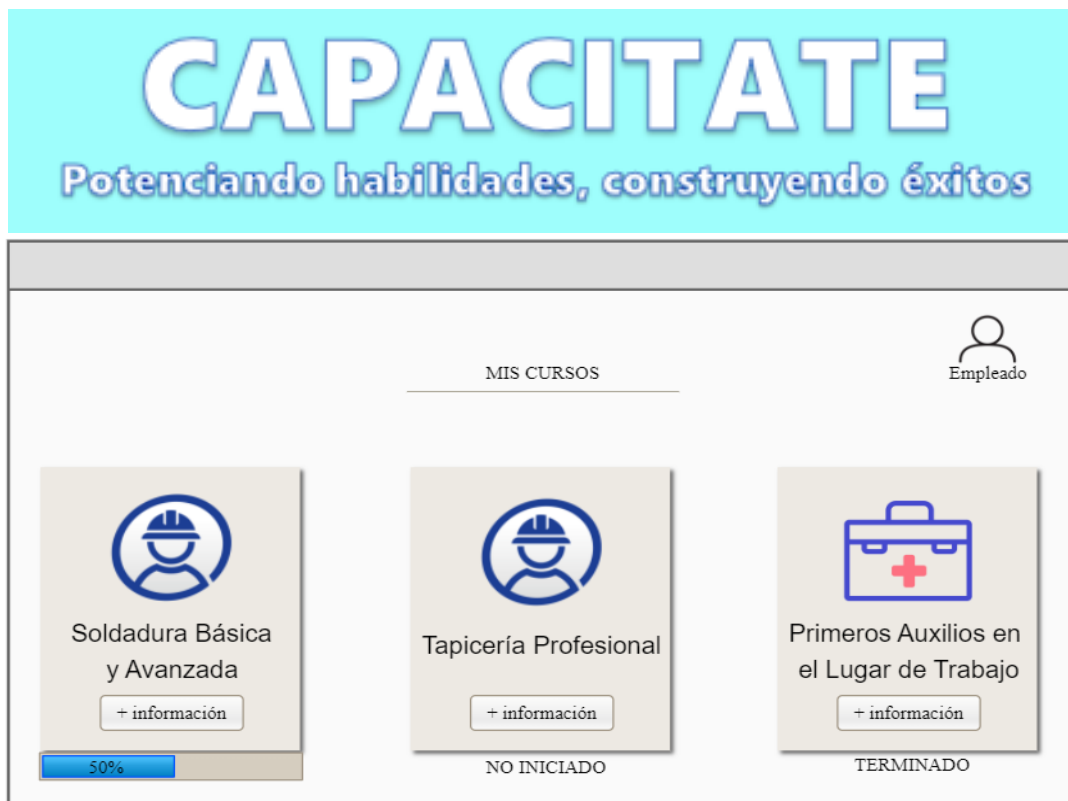 CAPACITATE
Potenciando habilidades, construyendo éxitos
MIS CURSOS
Empleado
Soldadura Básica
y Avanzada
+ información
50%
Tapicería Profesional
+ información
NO INICIADO
Primeros Auxilios en
el Lugar de Trabajo
+ información
TERMINADO